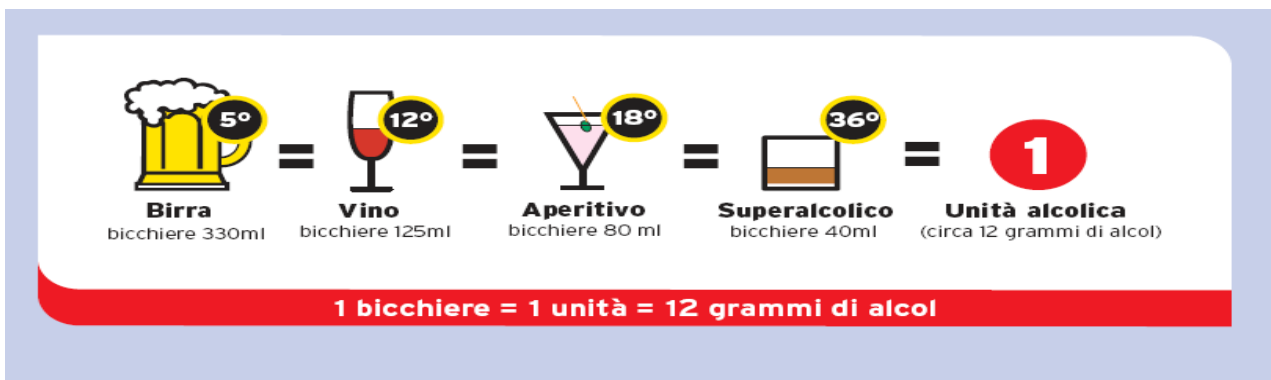 5º
12º
18º
36º
= = = = 1
Birra
bicchiere 330ml
Vino
bicchiere 125ml
Aperitivo
bicchiere 80 ml
Superalcolico
bicchiere 40ml
Unità alcolica
(circa 12 grammi di alcol)
1 bicchiere = 1 unità = 12 grammi di alcol